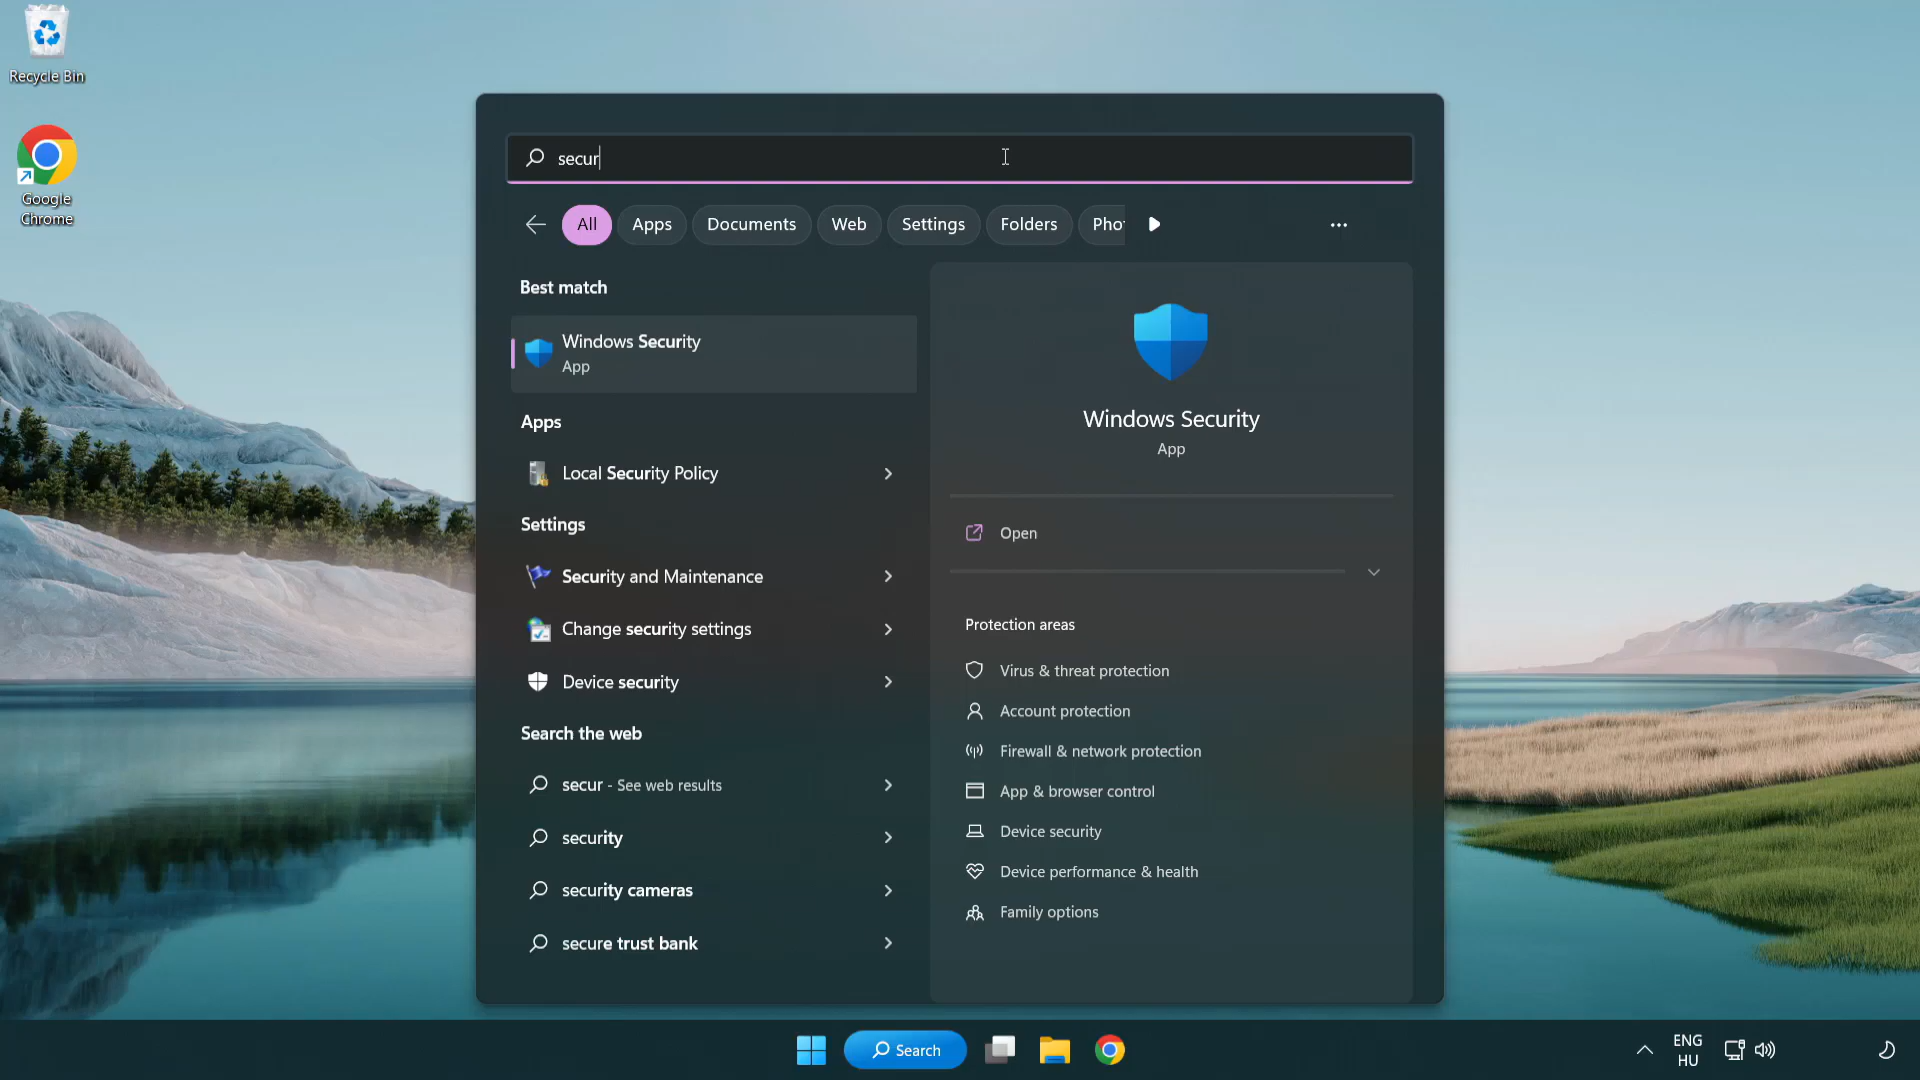 Recycle Bin
Google
Chrome
secur
All Apps Documents Web Settings Folders Phot
Best match
Windows Security
App
Apps
Local Security Policy
Settings
Security and Maintenance
Change security settings
Device security
Search the web
secur - See web results
security
security cameras
secure trust bank
Windows Security
App
Open
Protection areas
Virus & threat protection
Account protection
Firewall & network protection
App & browser control
Device security
Device performance & health
Family options
Search
ENG
HU